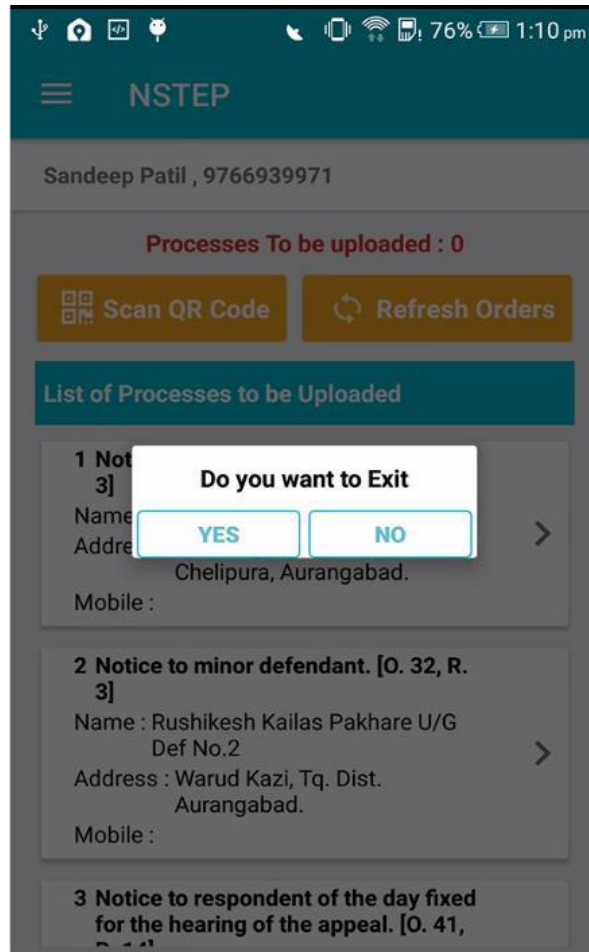 76% 1:10 pm
NSTEP
Sandeep Patil , 9766939971
Processes To be uploaded : 0
Scan QR Code
Refresh Orders
List of Processes to be Uploaded
1 Not
3]
Name
Addre
Chelipura, Aurangabad.
Mobile :
Do you want to Exit
YES
NO
2 Notice to minor defendant. [O. 32, R.
3]
Name : Rushikesh Kailas Pakhare U/G
Def No.2
Address : Warud Kazi, Tq. Dist.
Aurangabad.
Mobile :
3 Notice to respondent of the day fixed
for the hearing of the appeal. [O. 41,